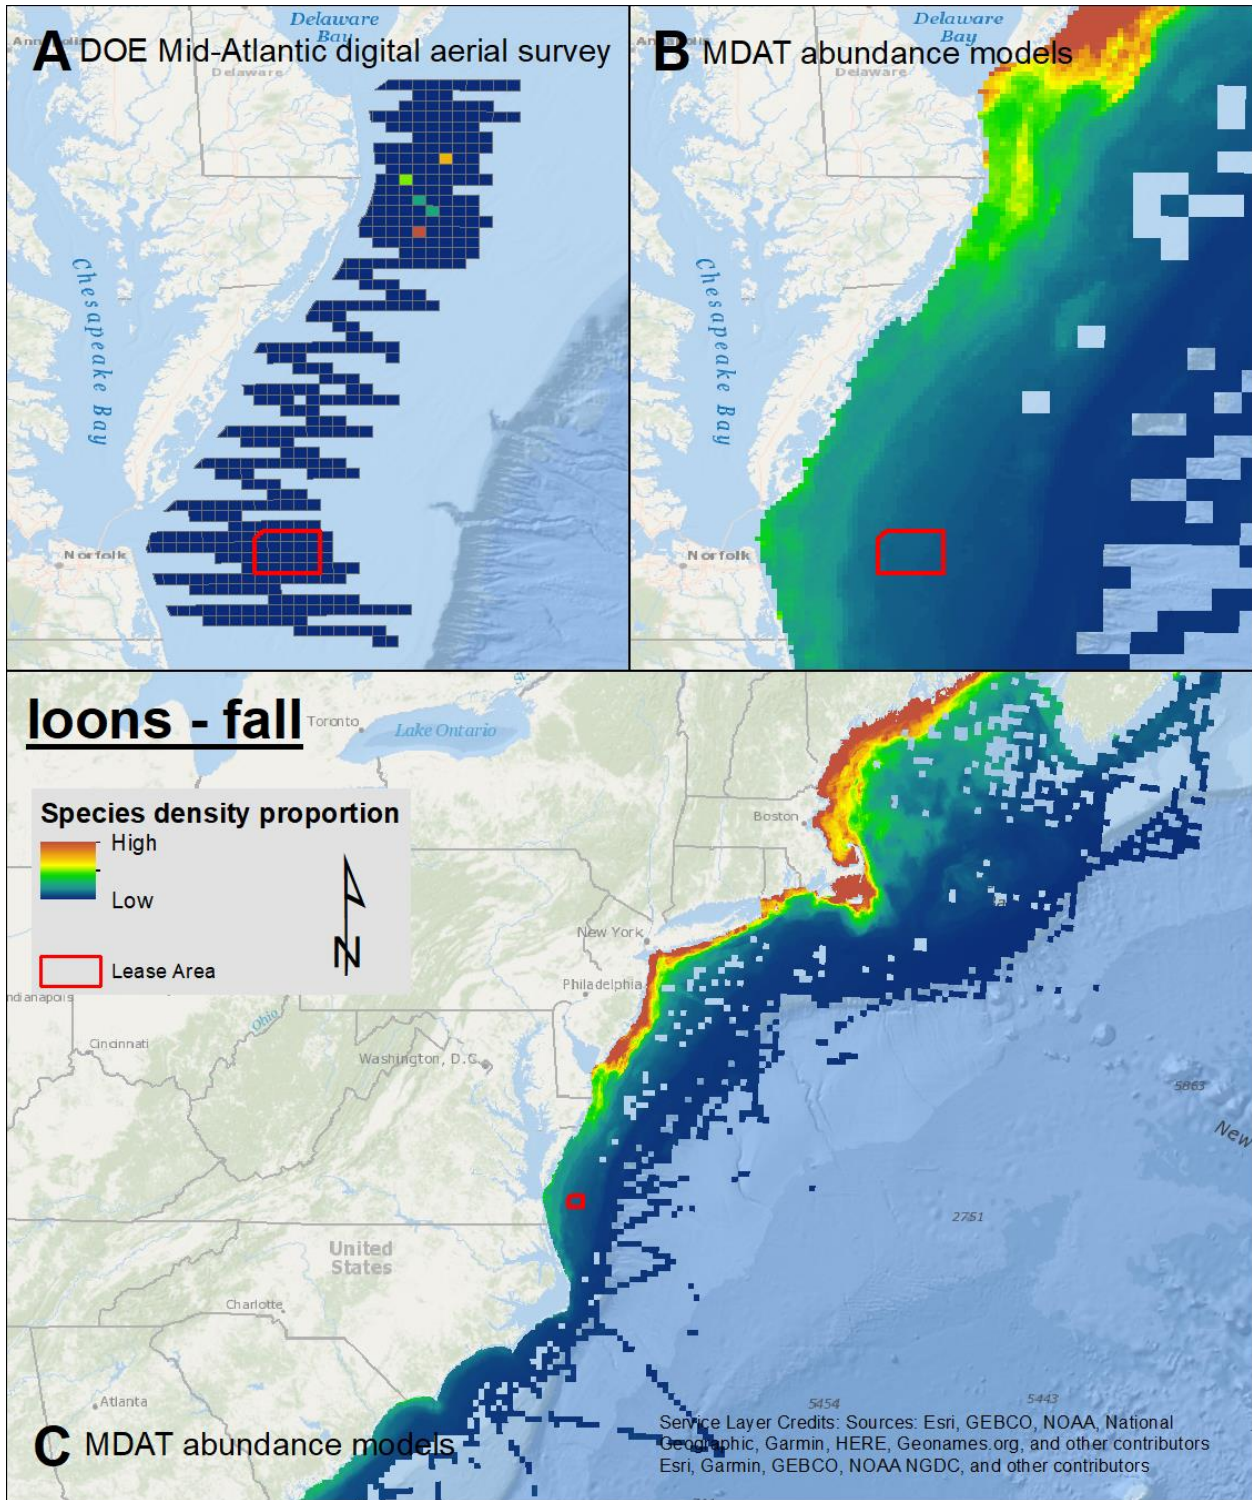 A DOE Mid-Atlantic digital aerial survey
Delaware
Bay
Delaware
Chesapeake Bay
Norfolk
B MDAT abundance models
Delaware
Bay
Delaware
Chesapeake Bay
Norfolk
loons - fall
Toronto
Lake Ontario
Species density proportion
High
Low
N
Lease Area
Boston
New York
Philadelphia
ndianapolis
Ohio
Cincinnati
Washington, D.C.
5863
New
2751
United
States
Charlotte
Atlanta
5454
5443
C MDAT abundance models
Service Layer Credits: Sources: Esri, GEBCO, NOAA, National
Geographic, Garmin, HERE, Geonames.org, and other contributors
Esri, Garmin, GEBCO, NOAA NGDC, and other contributors